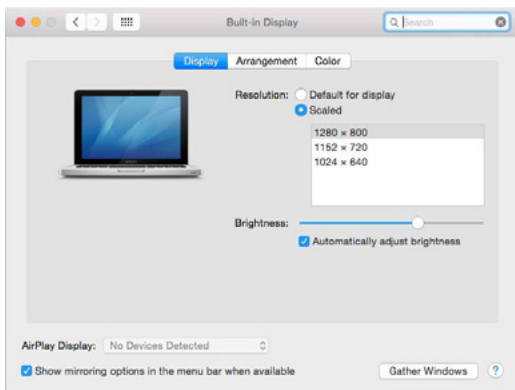 Built-in Display
Search
Display Arrangement Color
Resolution: Default for display
Scaled
1280 × 800
1152 × 720
1024 × 640
Brightness:
Automatically adjust brightness
AirPlay Display: No Devices Detected
Show mirroring options in the menu bar when available
Gather Windows ?